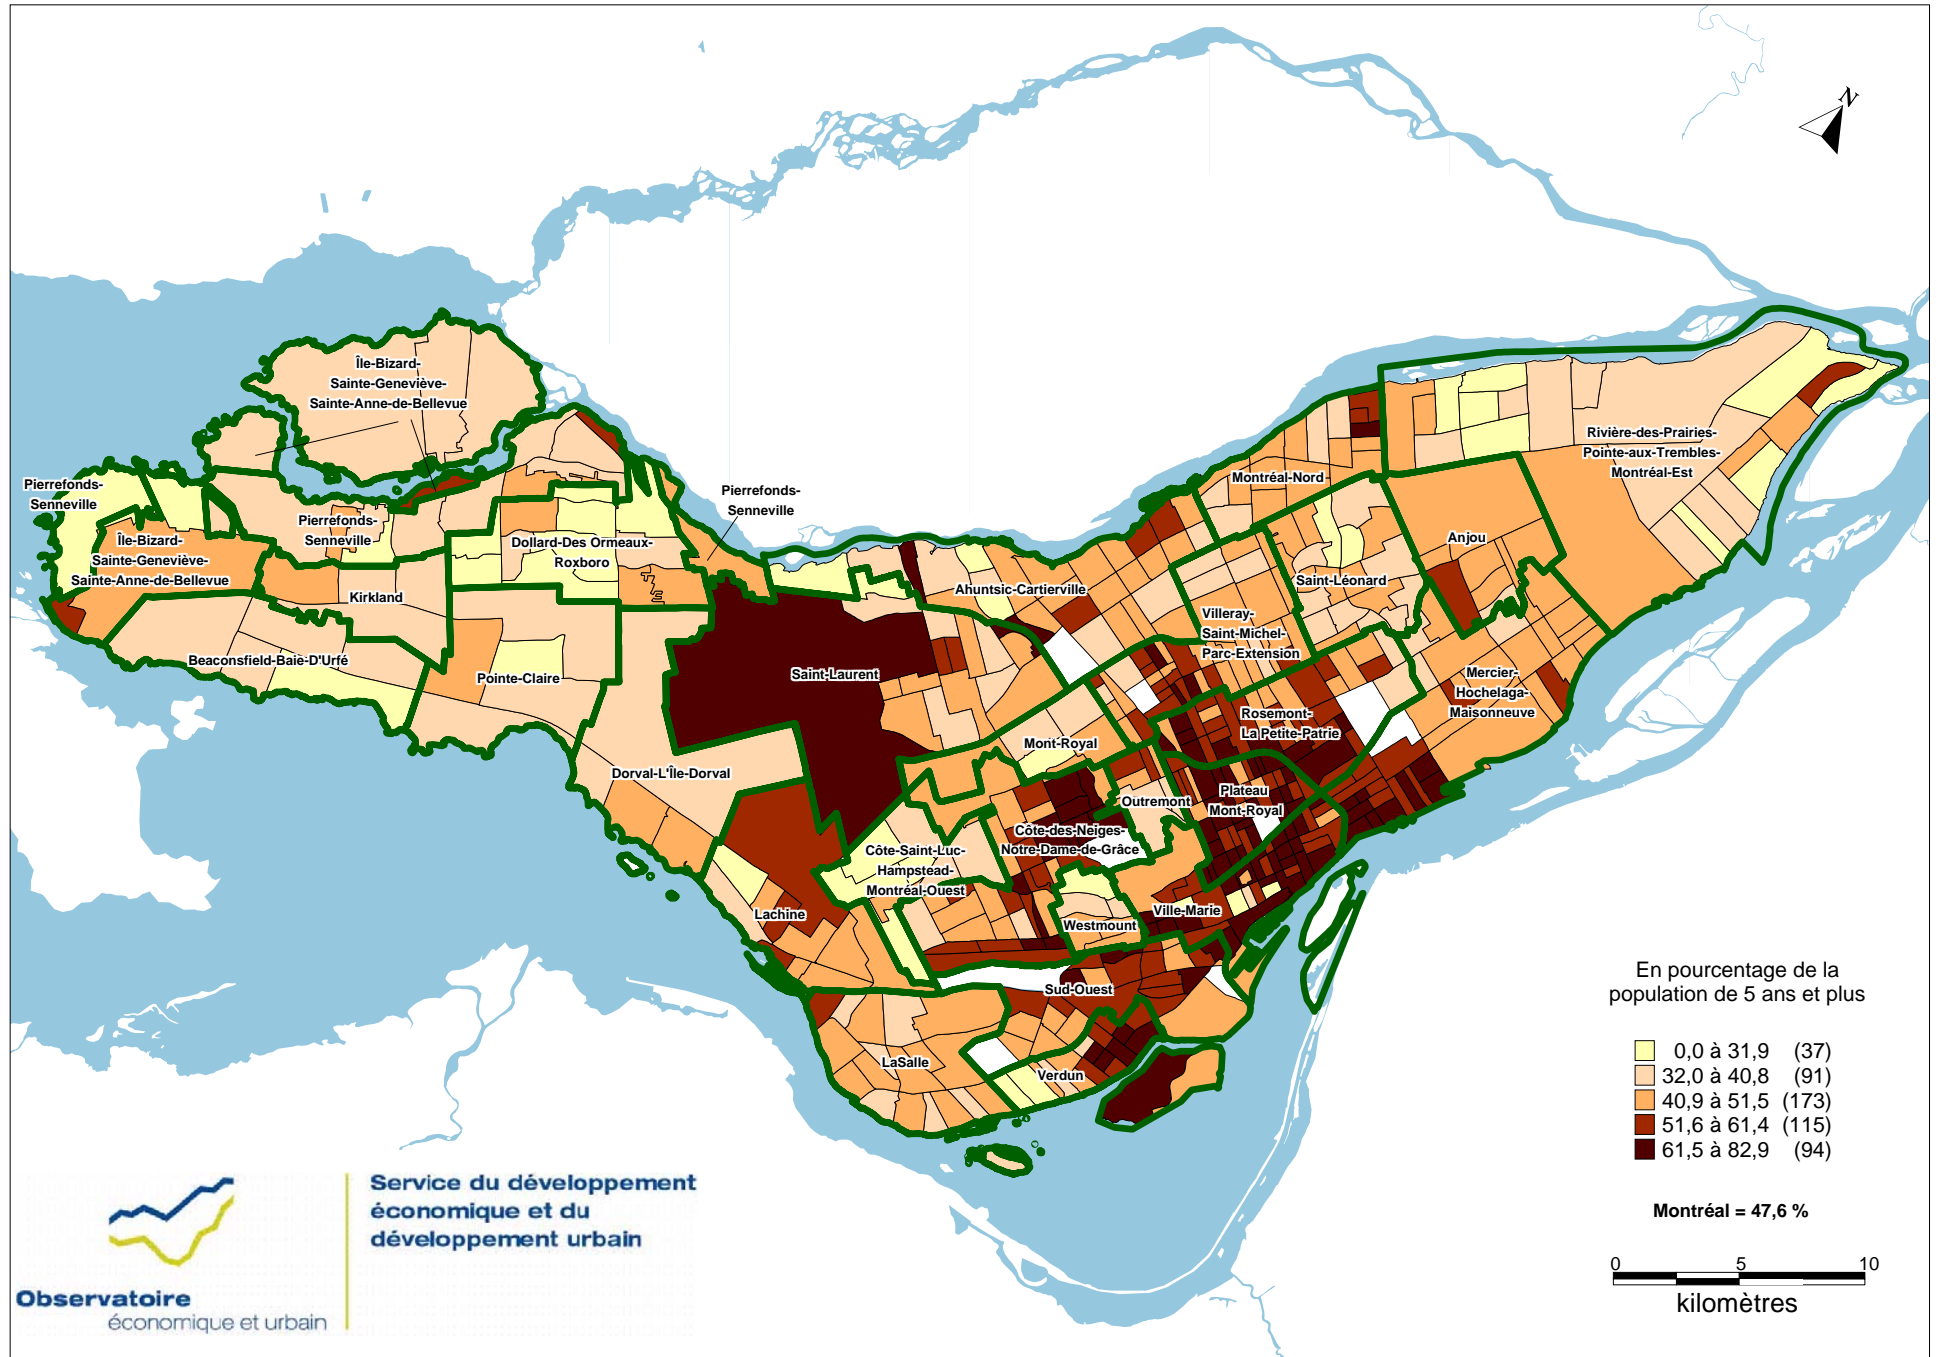 N
Île-Bizard-
Sainte-Geneviève-
Sainte-Anne-de-Bellevue
Pierrefonds-
Senneville
Pierrefonds-
Senneville
Pierrefonds-
Senneville
Île-Bizard-
Sainte-Geneviève-
Sainte-Anne-de-Bellevue
Dollard-Des Ormeaux-
Roxboro
Kirkland
Beaconsfield-Baie-D'Urfé
Pointe-Claire
Dorval-L'Île-Dorval
Saint-Laurent
Ahuntsic-Cartierville
Montréal-Nord
Rivière-des-Prairies-
Pointe-aux-Trembles-
Montréal-Est
Anjou
Saint-Léonard
Villeray-
Saint-Michel-
Parc-Extension
Mercier-
Hochelaga-
Maisonneuve
Rosemont-
La Petite-Patrie
Mont-Royal
Outremont
Plateau
Mont-Royal
Côte-des-Neiges-
Notre-Dame-de-Grâce
Côte-Saint-Luc-
Hampstead-
Montréal-Ouest
Lachine
Westmount
Ville-Marie
Sud-Ouest
LaSalle
Verdun
En pourcentage de la
population de 5 ans et plus
0,0 à 31,9 (37)
32,0 à 40,8 (91)
40,9 à 51,5 (173)
51,6 à 61,4 (115)
61,5 à 82,9 (94)
Montréal = 47,6 %
0 5 10
kilomètres
Service du développement
économique et du
développement urbain
Observatoire
économique et urbain